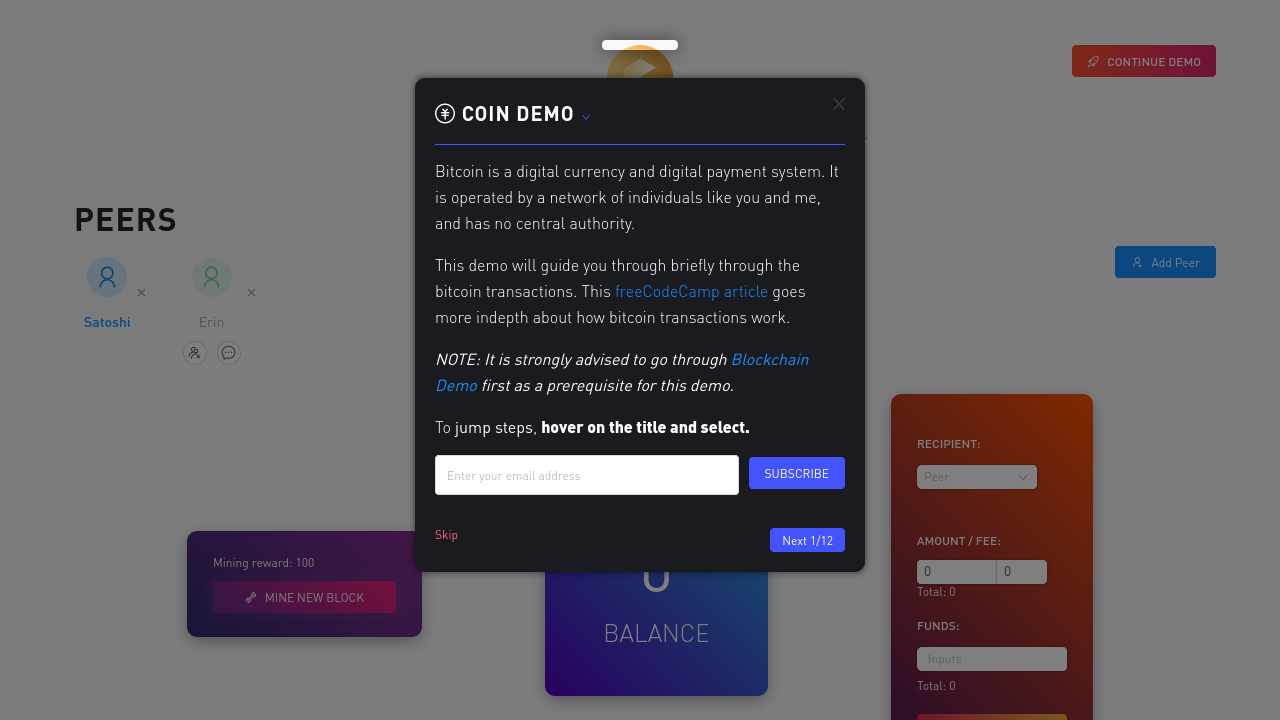 CONTINUE DEMO
COIN DEMO
Bitcoin is a digital currency and digital payment system. It
is operated by a network of individuals like you and me,
and has no central authority.
This demo will guide you through briefly through the
bitcoin transactions. This freeCodeCamp article goes
more indepth about how bitcoin transactions work.
NOTE: It is strongly advised to go through Blockchain
Demo first as a prerequisite for this demo.
To jump steps, hover on the title and select.
Enter your email address
SUBSCRIBE
Skip
Next 1/12
PEERS
Add Peer
Satoshi
Erin
Mining reward: 100
MINE NEW BLOCK
0
BALANCE
RECIPIENT:
Peer
AMOUNT / FEE:
0 0
Total: 0
FUNDS:
Inputs
Total: 0